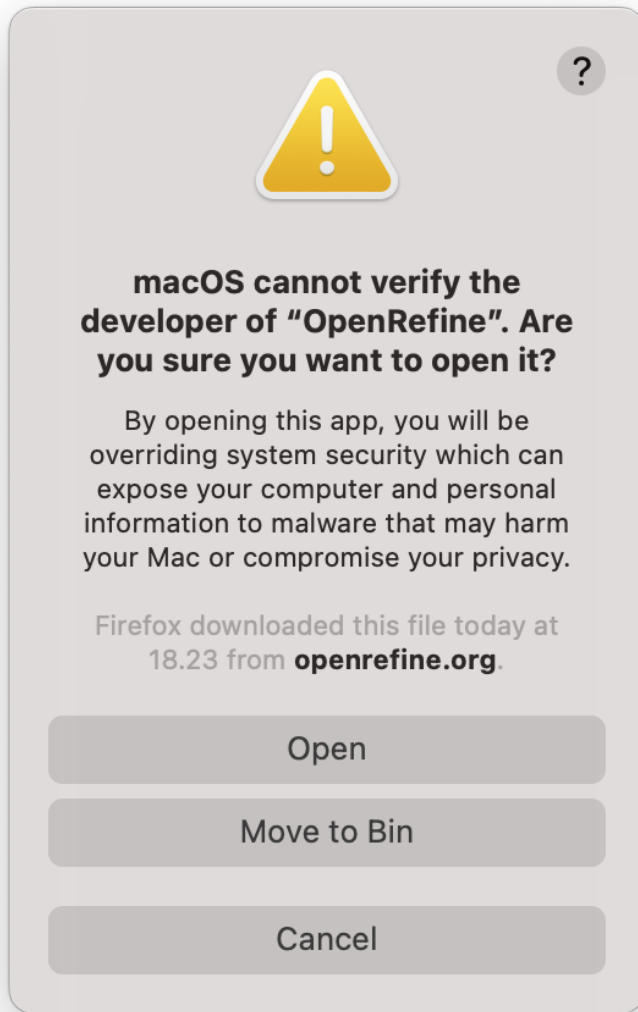 ?
macOS cannot verify the
developer of “OpenRefine”. Are
you sure you want to open it?
By opening this app, you will be
overriding system security which can
expose your computer and personal
information to malware that may harm
your Mac or compromise your privacy.
Firefox downloaded this file today at
18.23 from openrefine.org.
Open
Move to Bin
Cancel